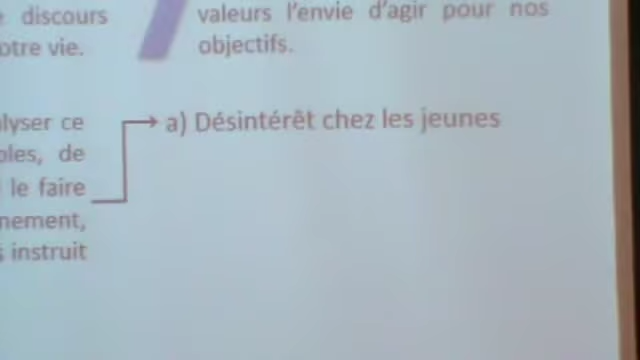 discours
valeurs l'envie d'agir pour nos
otre vie.
objectifs.
lyser ce
a) Désintérêt chez les jeunes
bles, de
le faire
nement,
instruit